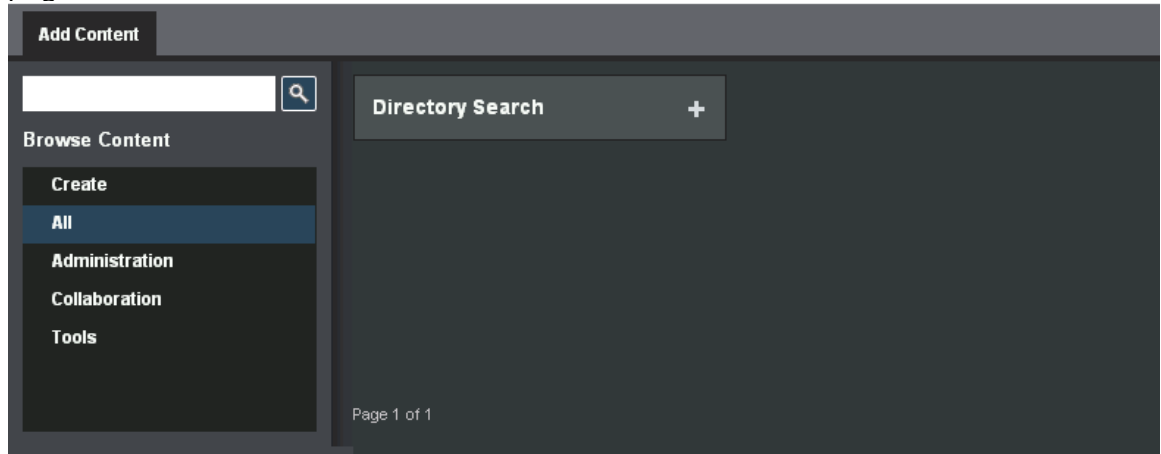 Add Content
Browse Content
Create
All
Administration
Collaboration
Tools
Directory Search +
Page 1 of 1